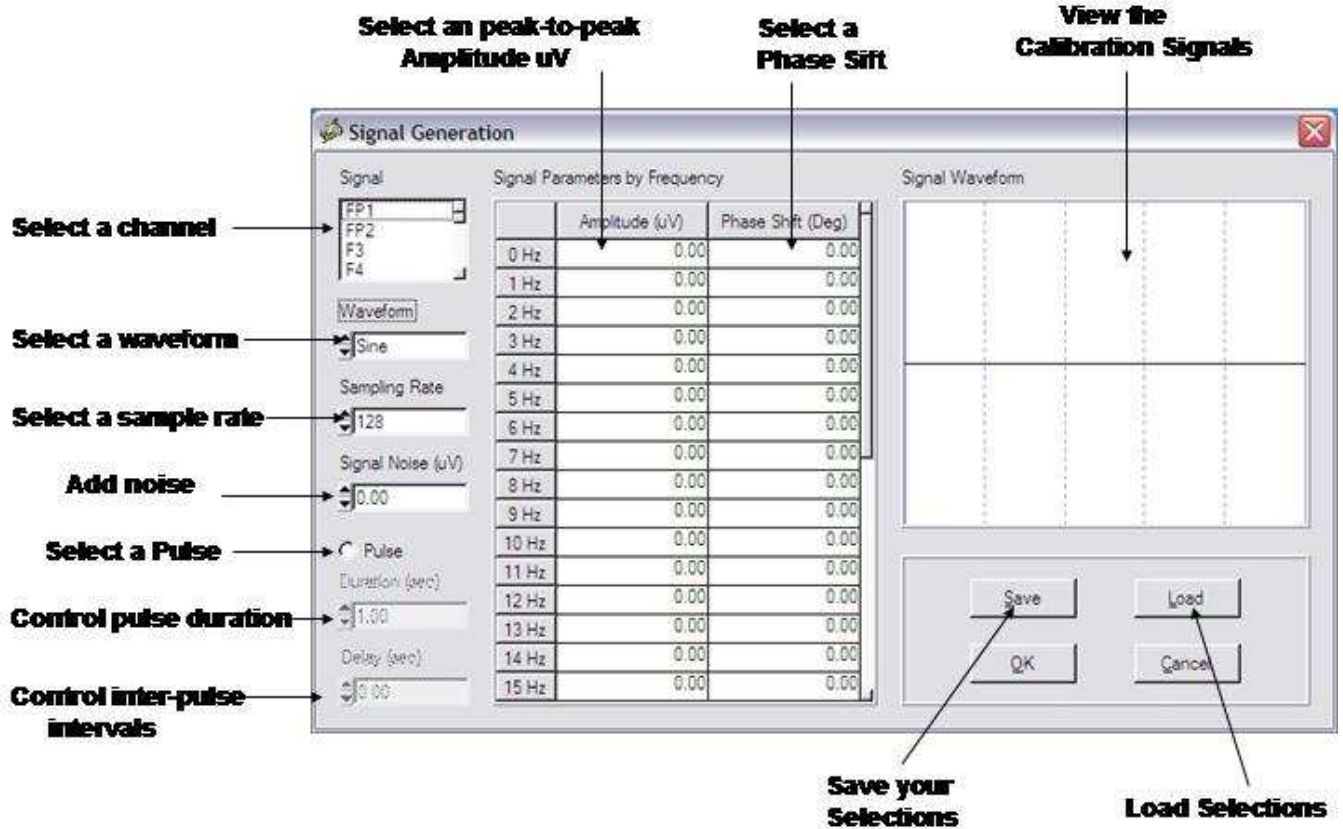 Select an peak-to-peak
Amplitude uV
Select a
Phase Sift
View the
Calibration Signals
Signal Generation
Signal
FP1
FP2
F3
F4
Signal Parameters by Frequency
Amplitude (uV) Phase Shift (Deg)
0 Hz 0.00 0.00
1 Hz 0.00 0.00
2 Hz 0.00 0.00
3 Hz 0.00 0.00
4 Hz 0.00 0.00
5 Hz 0.00 0.00
6 Hz 0.00 0.00
7 Hz 0.00 0.00
8 Hz 0.00 0.00
9 Hz 0.00 0.00
10 Hz 0.00 0.00
11 Hz 0.00 0.00
12 Hz 0.00 0.00
13 Hz 0.00 0.00
14 Hz 0.00 0.00
15 Hz 0.00 0.00
Signal Waveform
Select a channel
Waveform
Select a waveform
Sine
Sampling Rate
Select a sample rate
128
Signal Noise (uV)
Add noise
0.00
Select a Pulse
Pulse
Duration (sec)
Control pulse duration
1.00
Delay (sec)
Control inter-pulse
intervals
0.00
Save
Load
OK
Cancel
Save your
Selections
Load Selections